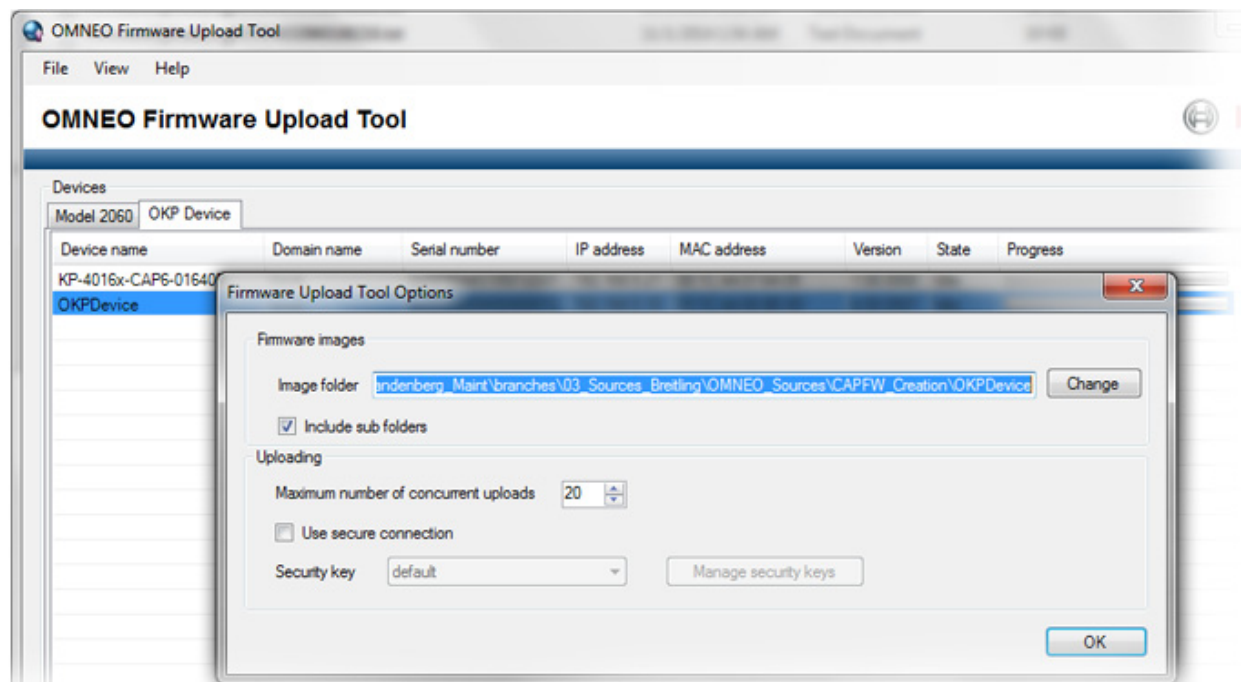 OMNEO Firmware Upload Tool
File View Help
OMNEO Firmware Upload Tool
Devices
Model 2060 OKP Device
Device name Domain name Serial number IP address MAC address Version State Progress
KP-4016x-CAP6-01640
OKPDevice
Firmware Upload Tool Options
Firmware images
Image folder andenberg_Maint\branches\03_Sources_Breitling\OMNEO_Sources\CAPFW_Creation\OKPDevice Change
Include sub folders
Uploading
Maximum number of concurrent uploads 20
Use secure connection
Security key default Manage security keys
OK